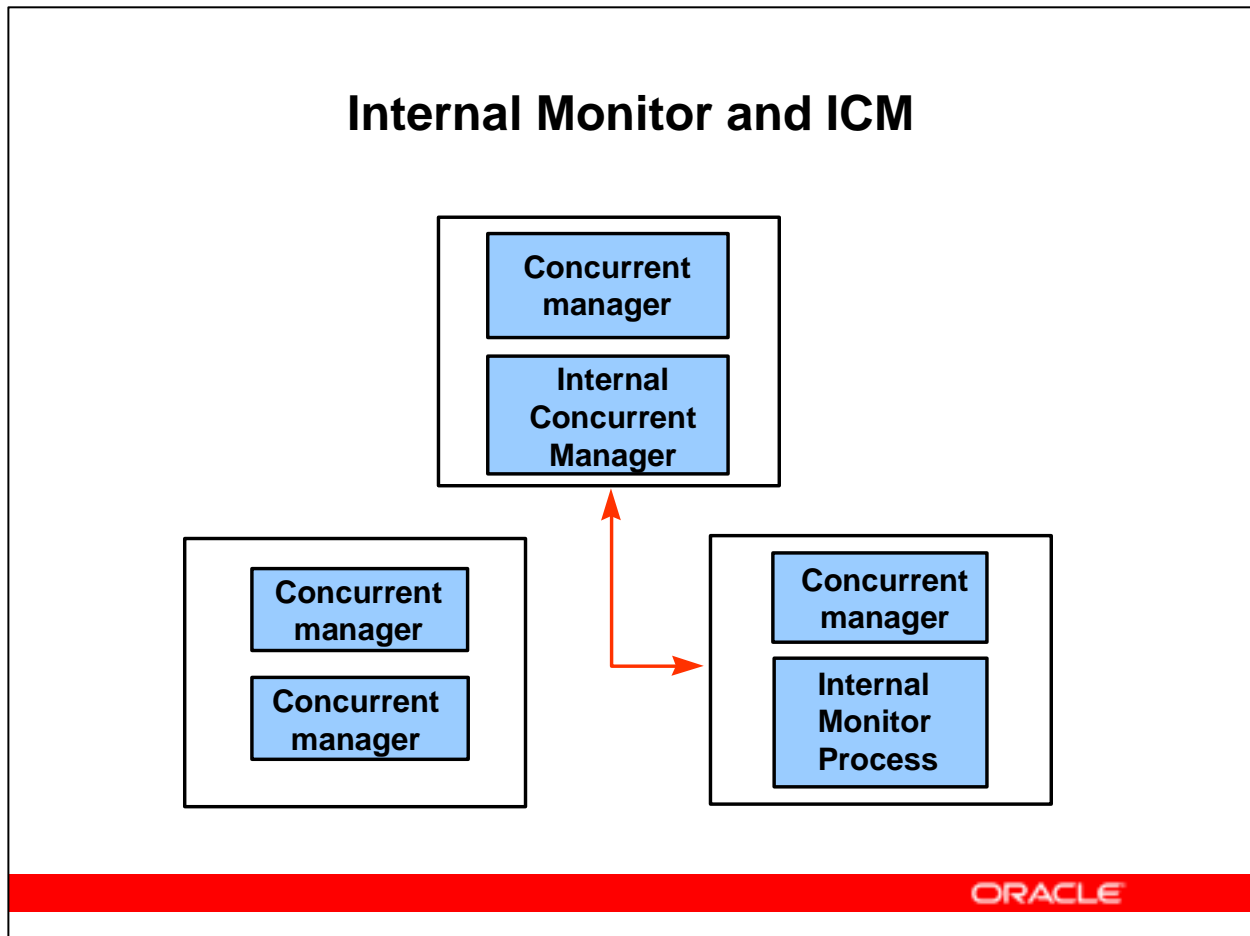 Internal Monitor and ICM
Concurrent
manager
Internal
Concurrent
Manager
Concurrent
manager
Concurrent
manager
Concurrent
manager
Internal
Monitor
Process
ORACLE